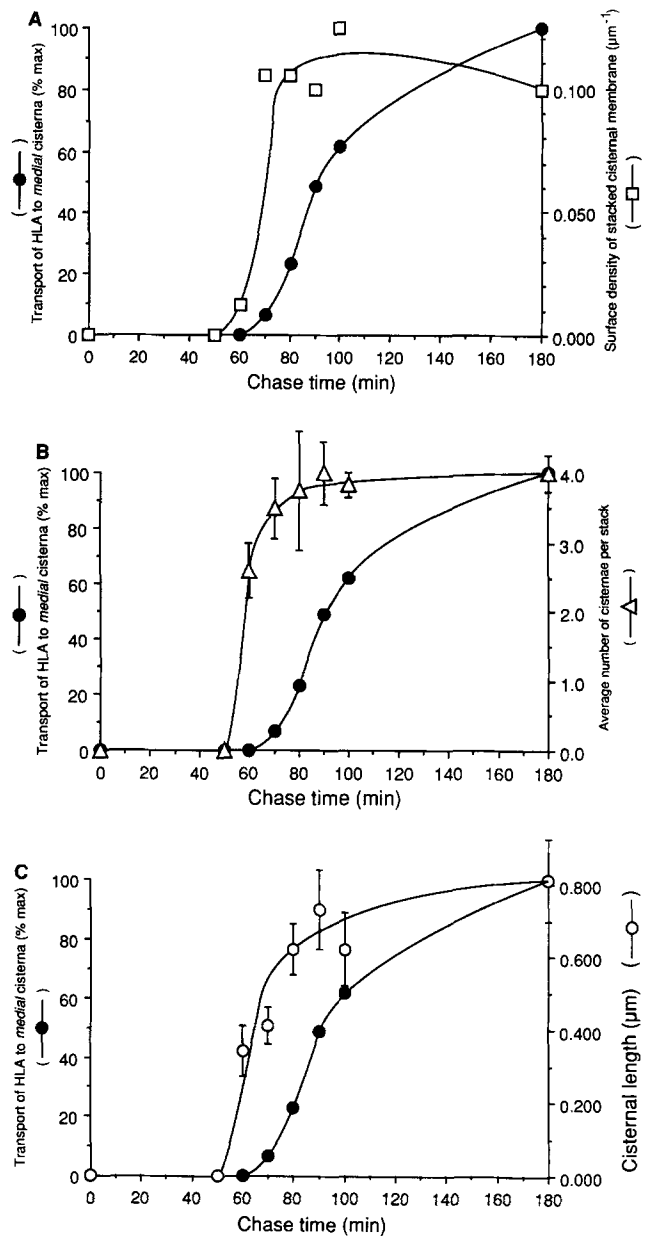 A
Transport of HLA to medial cisterna (% max)
100
80
60
40
20
0
0.100
0.050
0.000
Surface density of stacked cisternal membrane (µm⁻¹)
0 20 40 60 80 100 120 140 160 180
Chase time (min)
B
Transport of HLA to medial cisterna (% max)
100
80
60
40
20
0
4.0
3.0
2.0
1.0
0.0
Average number of cisternae per stack
0 20 40 60 80 100 120 140 160 180
Chase time (min)
C
Transport of HLA to medial cisterna (% max)
100
80
60
40
20
0
0.800
0.600
0.400
0.200
0.000
Cisternal length (µm)
0 20 40 60 80 100 120 140 160 180
Chase time (min)